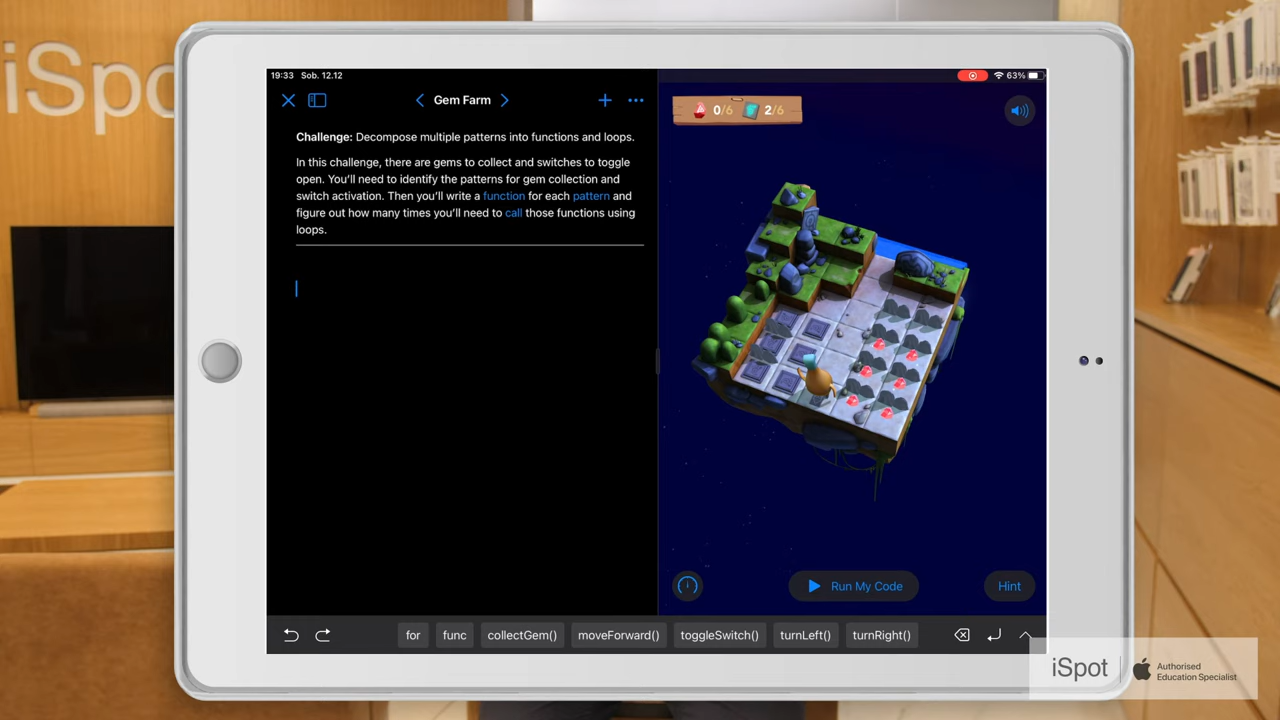 iSpot
19:33 Sob. 12.12
63%
Gem Farm
Challenge: Decompose multiple patterns into functions and loops.
In this challenge, there are gems to collect and switches to toggle
open. You'll need to identify the patterns for gem collection and
switch activation. Then you'll write a function for each pattern and
figure out how many times you'll need to call those functions using
loops.
0/6 2/6
Run My Code
Hint
for func collectGem() moveForward() toggleSwitch() turnLeft() turnRight()
iSpot
Authorised
Education Specialist